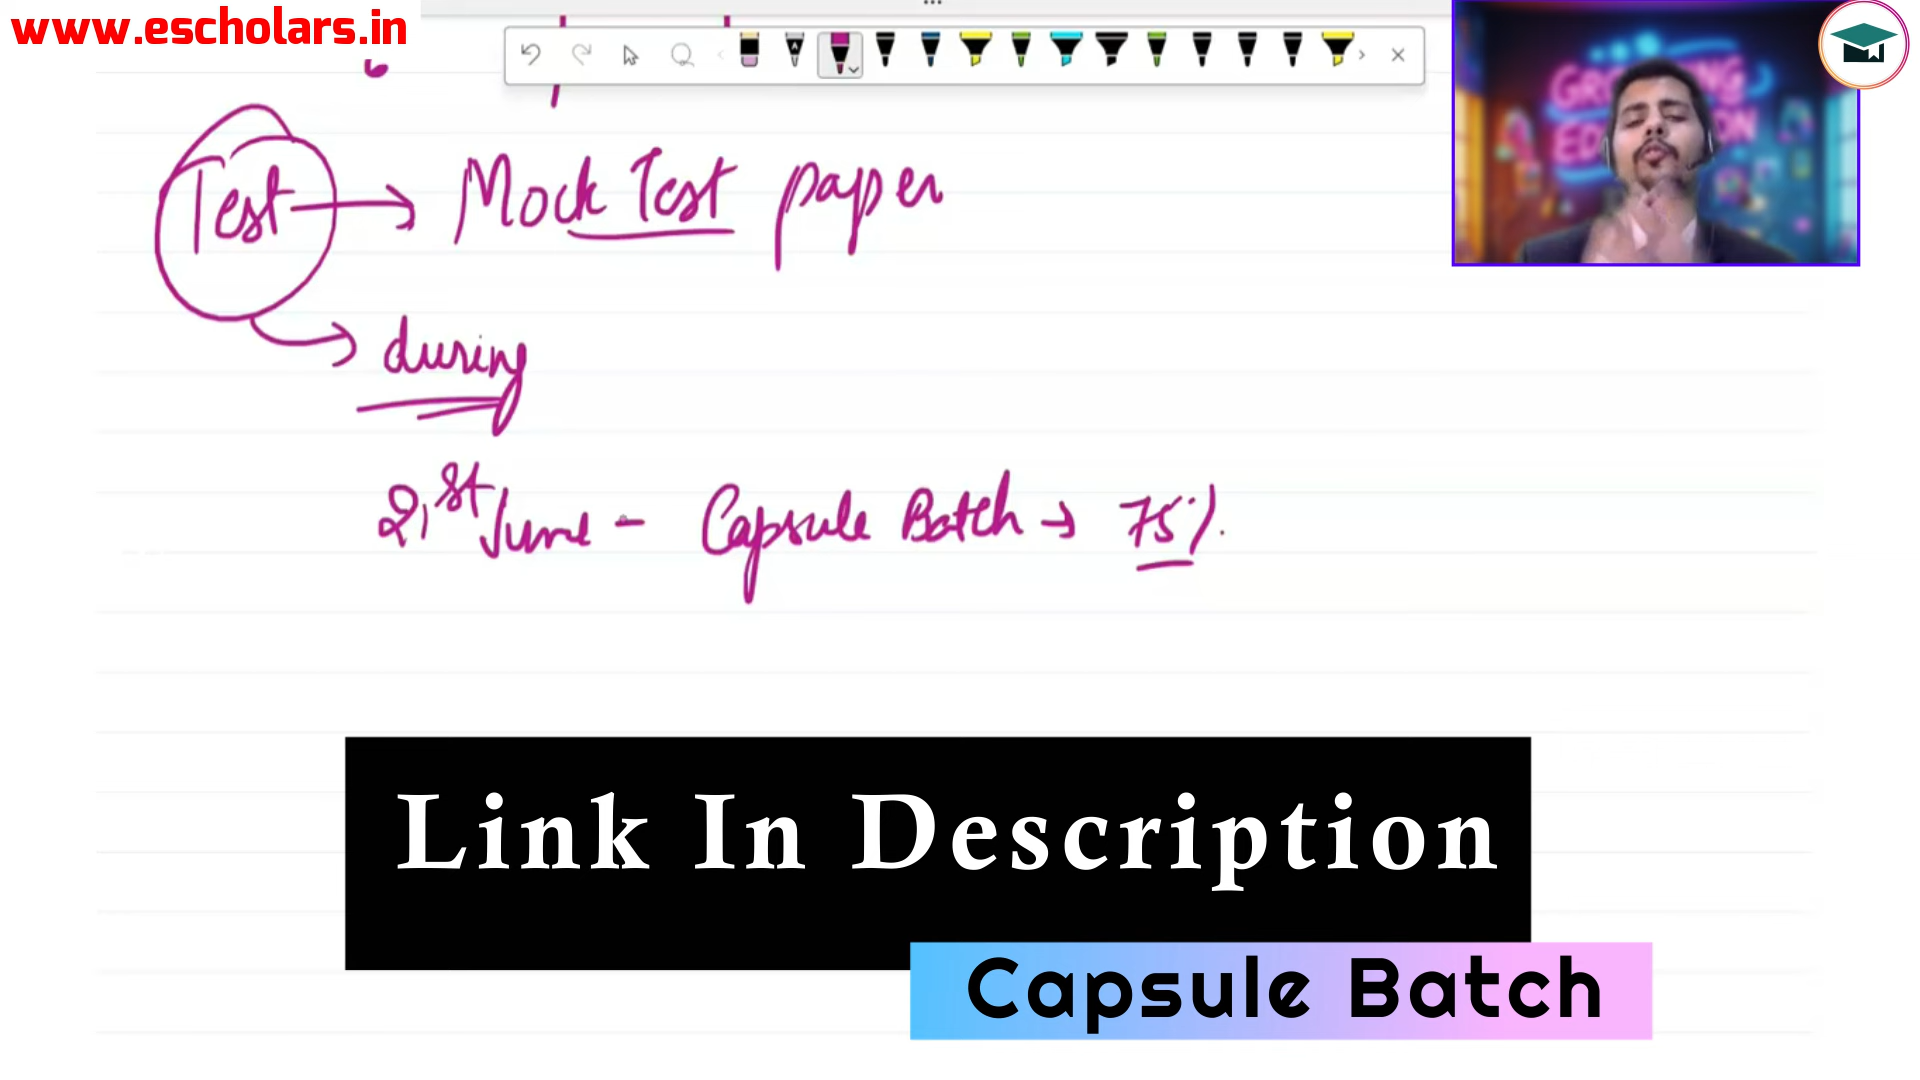 www.escholars.in
Test → Mock Test paper
→ during
21st June - Capsule Batch → 75%.
Link In Description
Capsule Batch